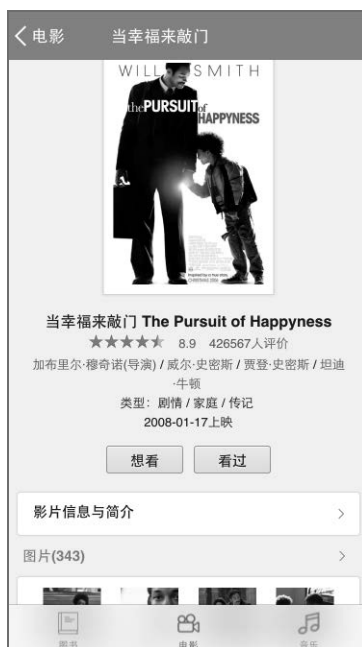 电影
当幸福来敲门
WILL SMITH
the PURSUIT of
HAPPYNESS
当幸福来敲门 The Pursuit of Happyness
8.9 426567人评价
加布里尔·穆奇诺(导演) / 威尔·史密斯 / 贾登·史密斯 / 坦迪
·牛顿
类型：剧情 / 家庭 / 传记
2008-01-17上映
想看 看过
影片信息与简介
图片(343)
图书 电影 音乐